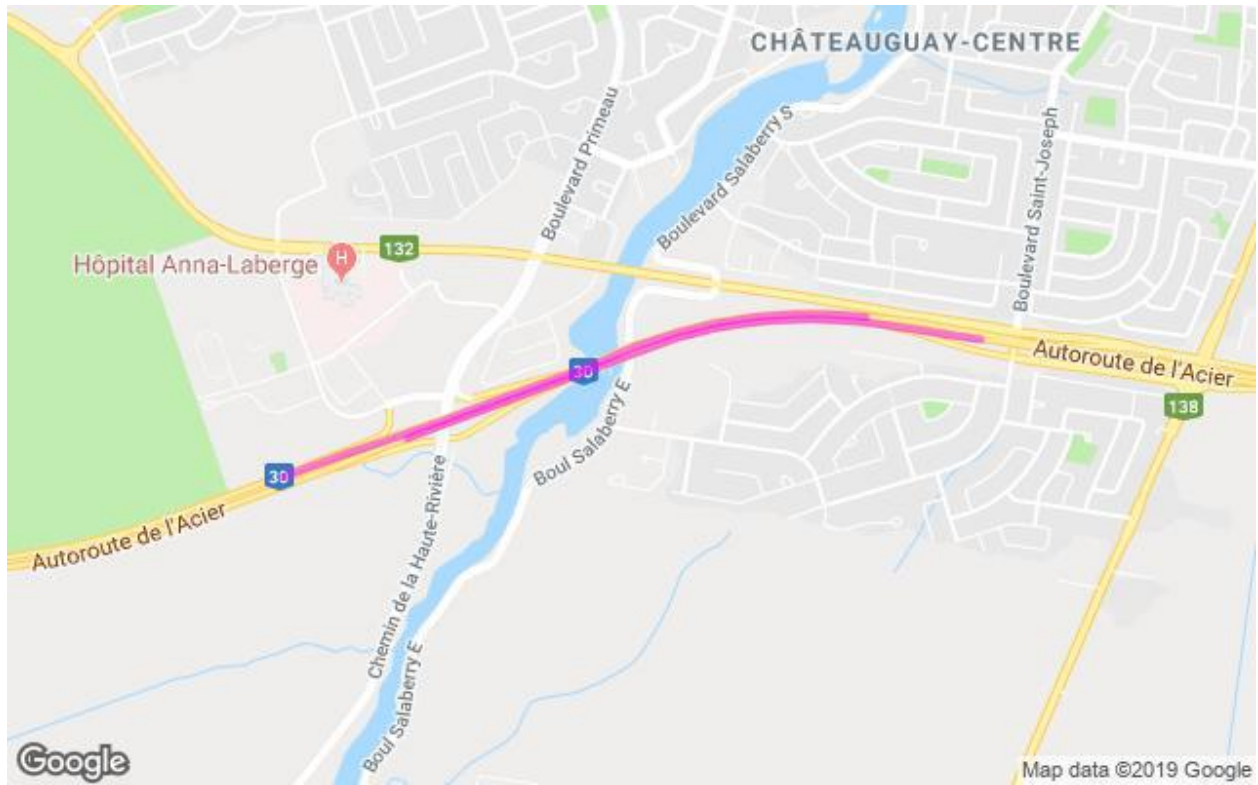 CHÂTEAUGUAY-CENTRE
Boulevard Primeau
Boulevard Salaberry S
Boulevard Saint-Joseph
132
Hôpital Anna-Laberge
H
30
Autoroute de l'Acier
138
Boul Salaberry E
30
Autoroute de l'Acier
Chemin de la Haute-Rivière
Boul Salaberry E
Google
Map data ©2019 Google